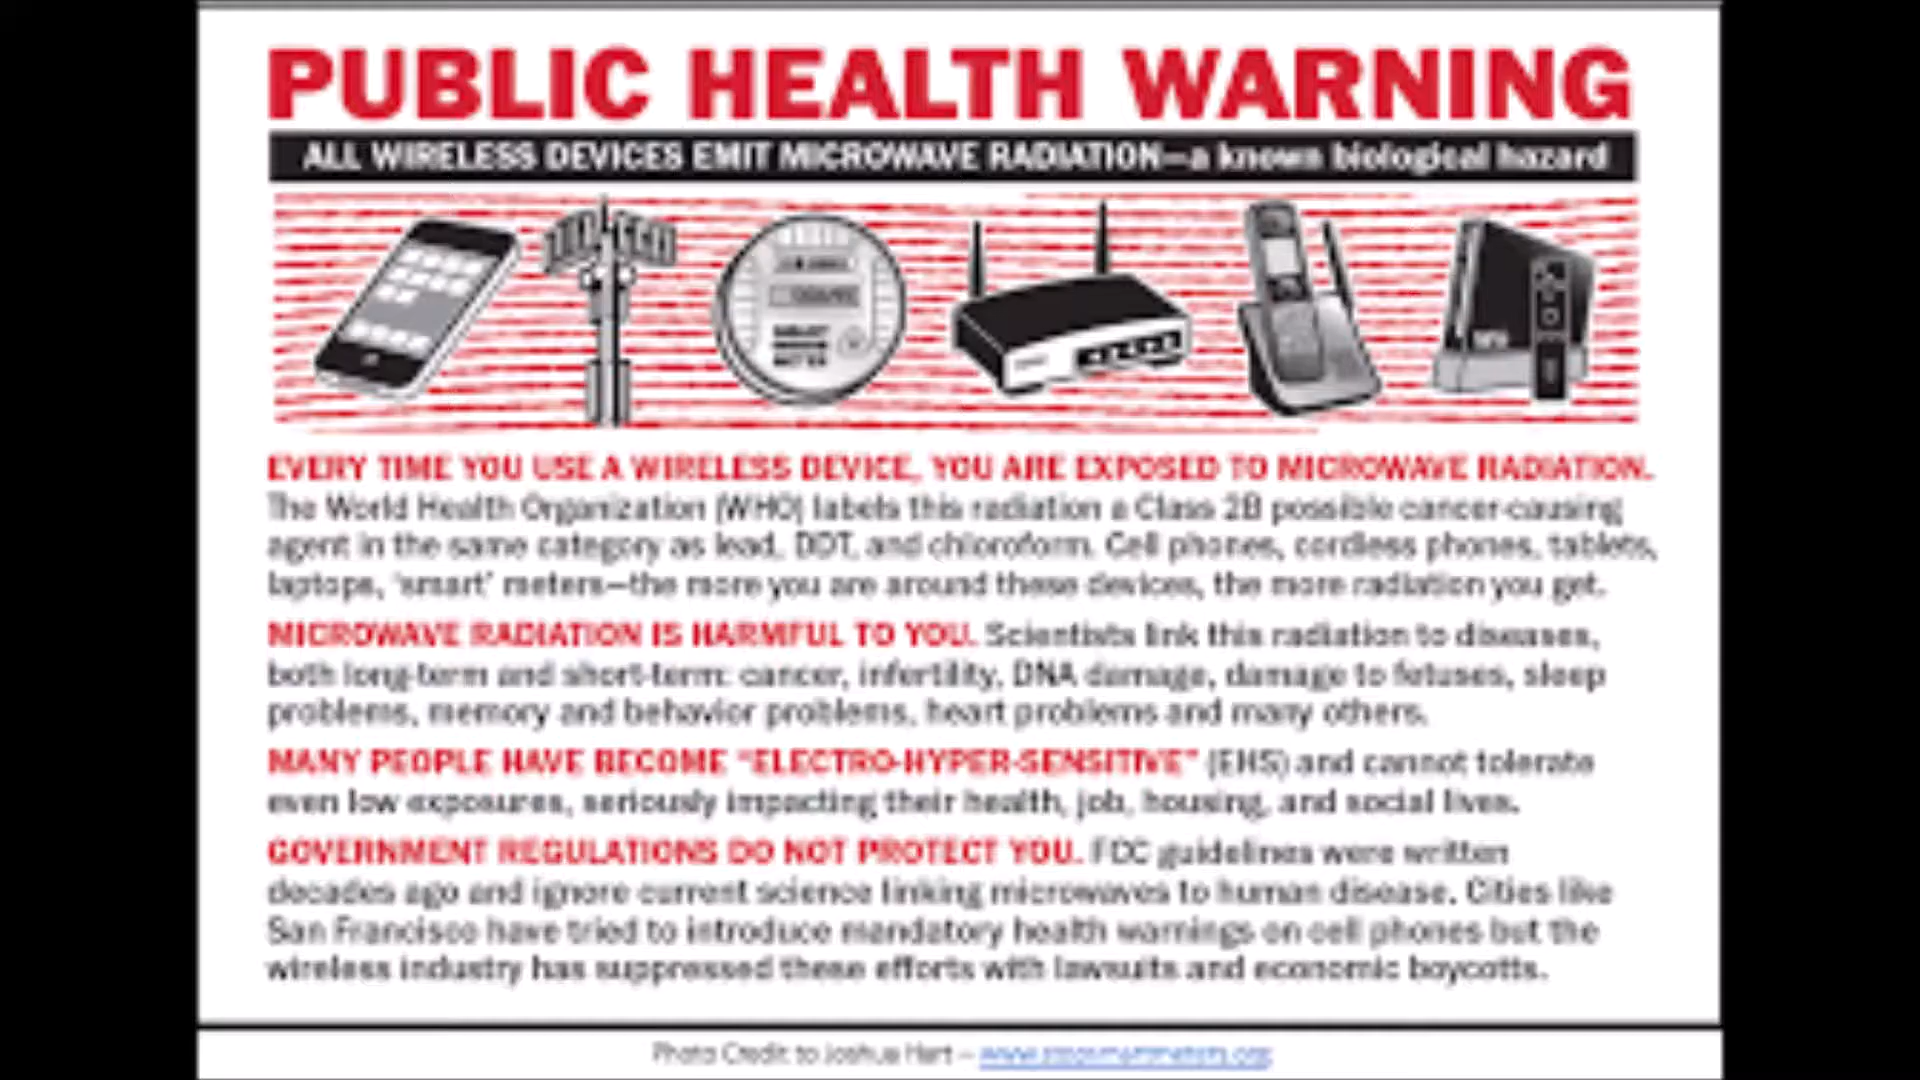 PUBLIC HEALTH WARNING
ALL WIRELESS DEVICES EMIT MICROWAVE RADIATION—a known biological hazard
EVERY TIME YOU USE A WIRELESS DEVICE, YOU ARE EXPOSED TO MICROWAVE RADIATION.
The World Health Organization (WHO) labels this radiation a Class 2B possible cancer-causing
agent in the same category as lead, DDT, and chloroform. Cell phones, cordless phones, tablets,
laptops, 'smart' meters—the more you are around these devices, the more radiation you get.
MICROWAVE RADIATION IS HARMFUL TO YOU. Scientists link this radiation to diseases,
both long-term and short-term: cancer, infertility, DNA damage, damage to fetuses, sleep
problems, memory and behavior problems, heart problems and many others.
MANY PEOPLE HAVE BECOME "ELECTRO-HYPER-SENSITIVE" (EHS) and cannot tolerate
even low exposures, seriously impacting their health, job, housing, and social lives.
GOVERNMENT REGULATIONS DO NOT PROTECT YOU. FCC guidelines were written
decades ago and ignore current science linking microwaves to human disease. Cities like
San Francisco have tried to introduce mandatory health warnings on cell phones but the
wireless industry has suppressed these efforts with lawsuits and economic boycotts.
Photo Credit to Joshua Hart –